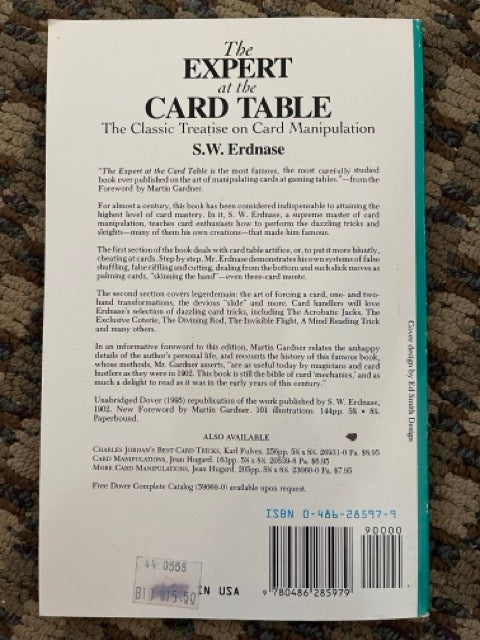 The
EXPERT
at the
CARD TABLE
The Classic Treatise on Card Manipulation
S.W. Erdnase
"The Expert at the Card Table is the most famous, the most carefully studied
book ever published on the art of manipulating cards at gaming tables."—from the
Foreword by Martin Gardner.
For almost a century, this book has been considered indispensable to attaining the
highest level of card mastery. In it, S. W. Erdnase, a supreme master of card
manipulation, teaches card enthusiasts how to perform the dazzling tricks and
sleights—many of them his own creations—that made him famous.
The first section of the book deals with card table artifice, or, to put it more bluntly,
cheating at cards. Step by step, Mr. Erdnase demonstrates his own systems of false
shuffling, false riffling and cutting, dealing from the bottom and such slick moves as
palming cards, "skinning the hand"—even three-card monte.
The second section covers legerdemain: the art of forcing a card, one- and two-
hand transformations, the devious "slide" and more. Card handlers will love
Erdnase's selection of dazzling card tricks, including The Acrobatic Jacks, The
Exclusive Coterie, The Divining Rod, The Invisible Flight, A Mind Reading Trick
and many others.
In an informative foreword to this edition, Martin Gardner relates the unhappy
details of the author's personal life, and recounts the history of this famous book,
whose methods, Mr. Gardner asserts, "are as useful today by magicians and card
hustlers as they were in 1902. This book is still the bible of card 'mechanics,' and as
much a delight to read as it was in the early years of this century."
Unabridged Dover (1995) republication of the work published by S. W. Erdnase,
1902. New Foreword by Martin Gardner. 101 illustrations. 144pp. 5⅜ × 8½.
Paperbound.
ALSO AVAILABLE
CHARLES JORDAN'S BEST CARD TRICKS, Karl Fulves. 256pp. 5⅜ x 8½. 26931-0 Pa. $8.95
CARD MANIPULATIONS, Jean Hugard. 163pp. 5⅜ x 8½. 20539-8 Pa. $6.95
MORE CARD MANIPULATIONS, Jean Hugard. 205pp. 5⅜ x 8½. 23060-0 Pa. $7.95
Free Dover Complete Catalog (59069-0) available upon request.
Cover design by Ed Smith Design
ISBN 0-486-28597-9
90000
9 780486 285979
44 0568
$15.50
IN USA